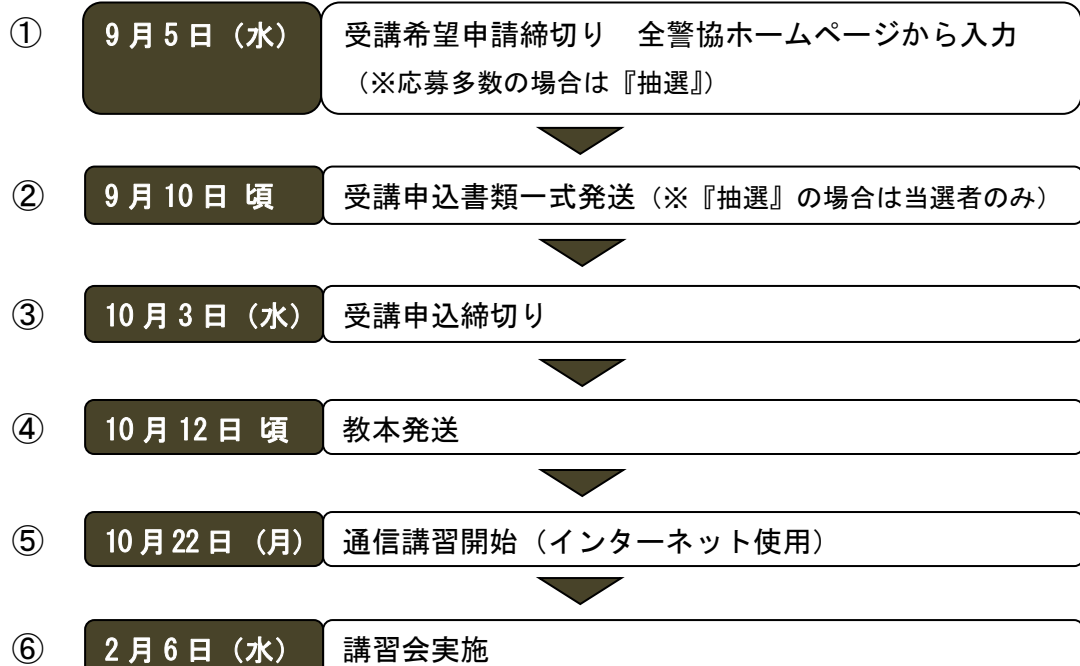 ① 9月5日（水） 受講希望申請締切り 全警協ホームページから入力
（※応募多数の場合は『抽選』）
② 9月10日 頃 受講申込書類一式発送（※『抽選』の場合は当選者のみ）
③ 10月3日（水） 受講申込締切り
④ 10月12日 頃 教本発送
⑤ 10月22日（月） 通信講習開始（インターネット使用）
⑥ 2月6日（水） 講習会実施